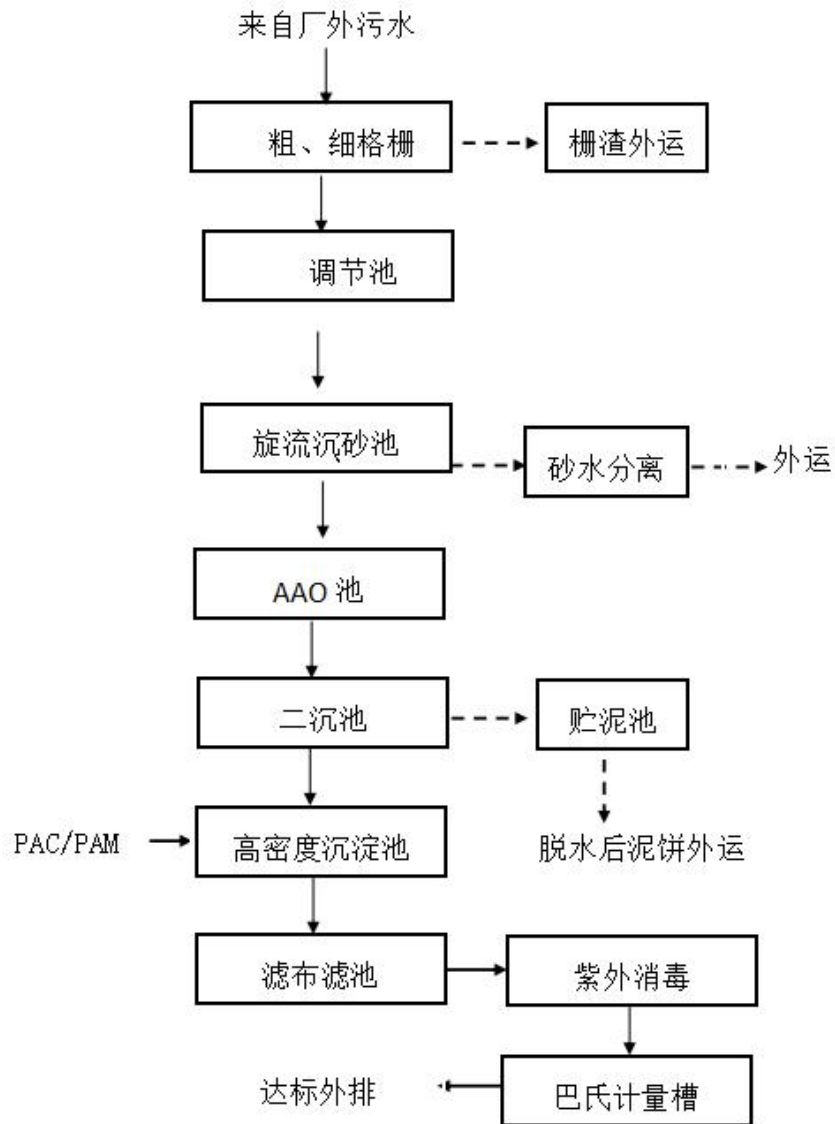 来自厂外污水
粗、细格栅
栅渣外运
调节池
旋流沉砂池
砂水分离
外运
AAO 池
二沉池
贮泥池
PAC/PAM
高密度沉淀池
脱水后泥饼外运
滤布滤池
紫外消毒
达标外排
巴氏计量槽